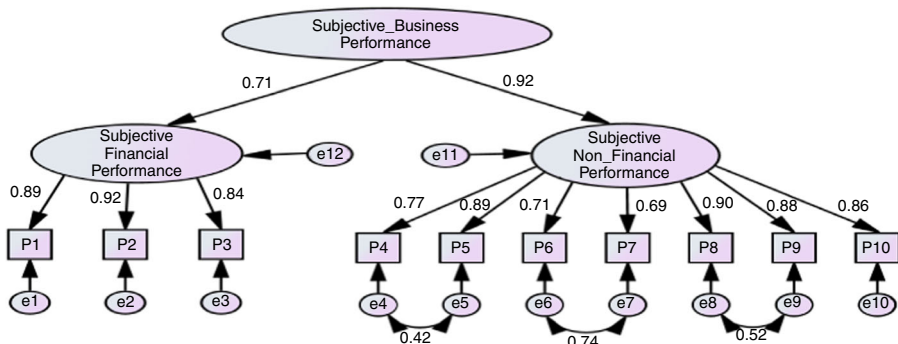 Subjective_Business
Performance
0.71
0.92
Subjective
Financial
Performance
e12
e11
Subjective
Non_Financial
Performance
0.89
0.92
0.84
0.77
0.89
0.71
0.69
0.90
0.88
0.86
P1
P2
P3
P4
P5
P6
P7
P8
P9
P10
e1
e2
e3
e4
e5
e6
e7
e8
e9
e10
0.42
0.74
0.52